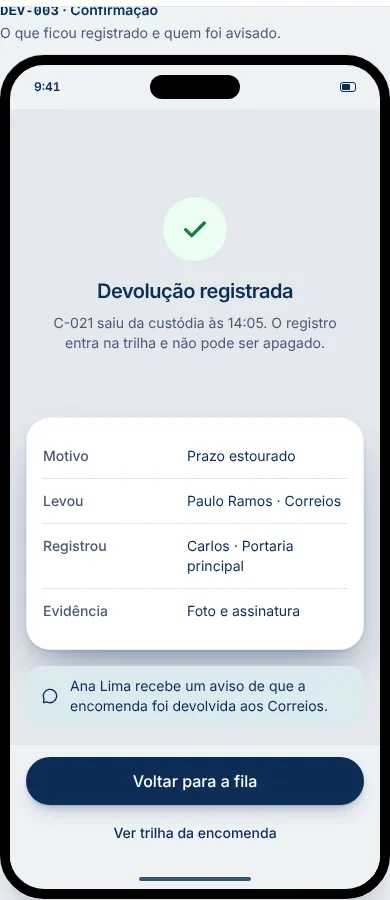 DEV-003 · Confirmação
O que ficou registrado e quem foi avisado.
9:41
Devolução registrada
C-021 saiu da custódia às 14:05. O registro
entra na trilha e não pode ser apagado.
Motivo Prazo estourado
Levou Paulo Ramos · Correios
Registrou Carlos · Portaria
principal
Evidência Foto e assinatura
Ana Lima recebe um aviso de que a
encomenda foi devolvida aos Correios.
Voltar para a fila
Ver trilha da encomenda